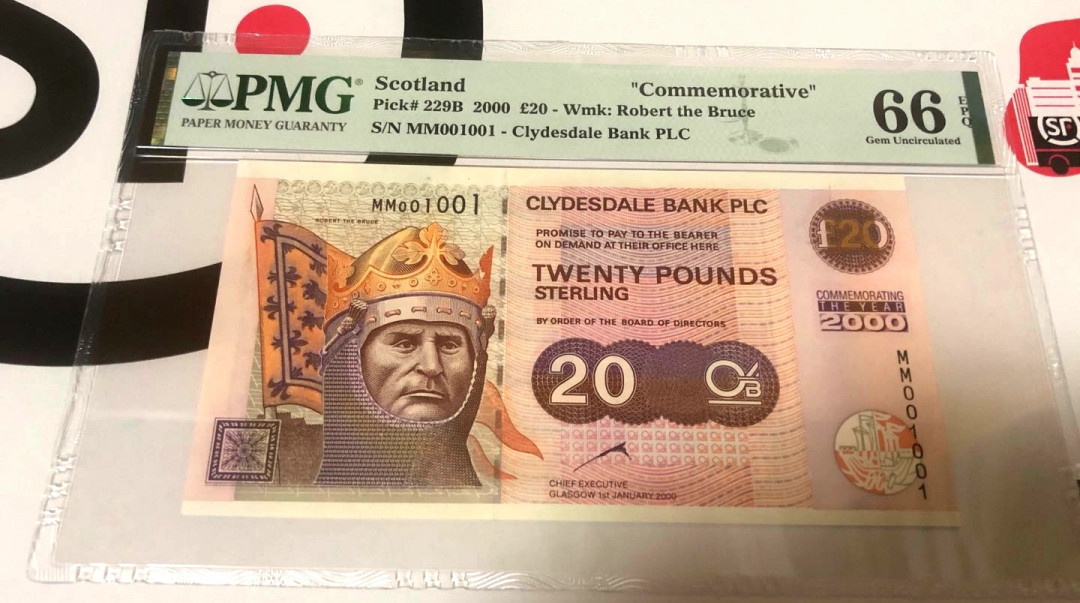 PMG®
PAPER MONEY GUARANTY
Scotland "Commemorative"
Pick# 229B 2000 £20 - Wmk: Robert the Bruce
S/N MM001001 - Clydesdale Bank PLC
66 EPQ
Gem Uncirculated
MM001001
ROBERT THE BRUCE
CLYDESDALE BANK PLC
PROMISE TO PAY TO THE BEARER
ON DEMAND AT THEIR OFFICE HERE
TWENTY POUNDS
STERLING
BY ORDER OF THE BOARD OF DIRECTORS
20 CB
CHIEF EXECUTIVE
GLASGOW 1st JANUARY 2000
£20
COMMEMORATING
THE YEAR
2000
MM001001
SF